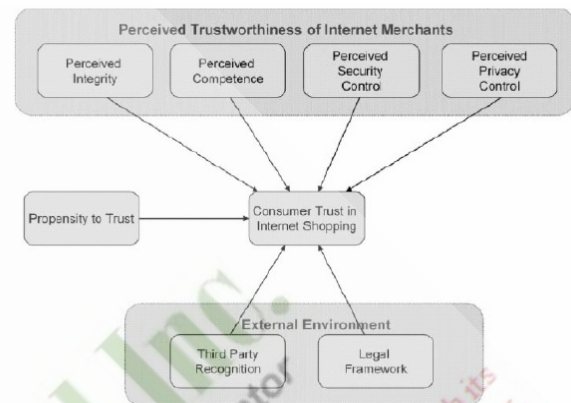 Perceived Trustworthiness of Internet Merchants
Perceived
Integrity
Perceived
Competence
Perceived
Security
Control
Perceived
Privacy
Control
Propensity to Trust
Consumer Trust in
Internet Shopping
External Environment
Third Party
Recognition
Legal
Framework
Inc.